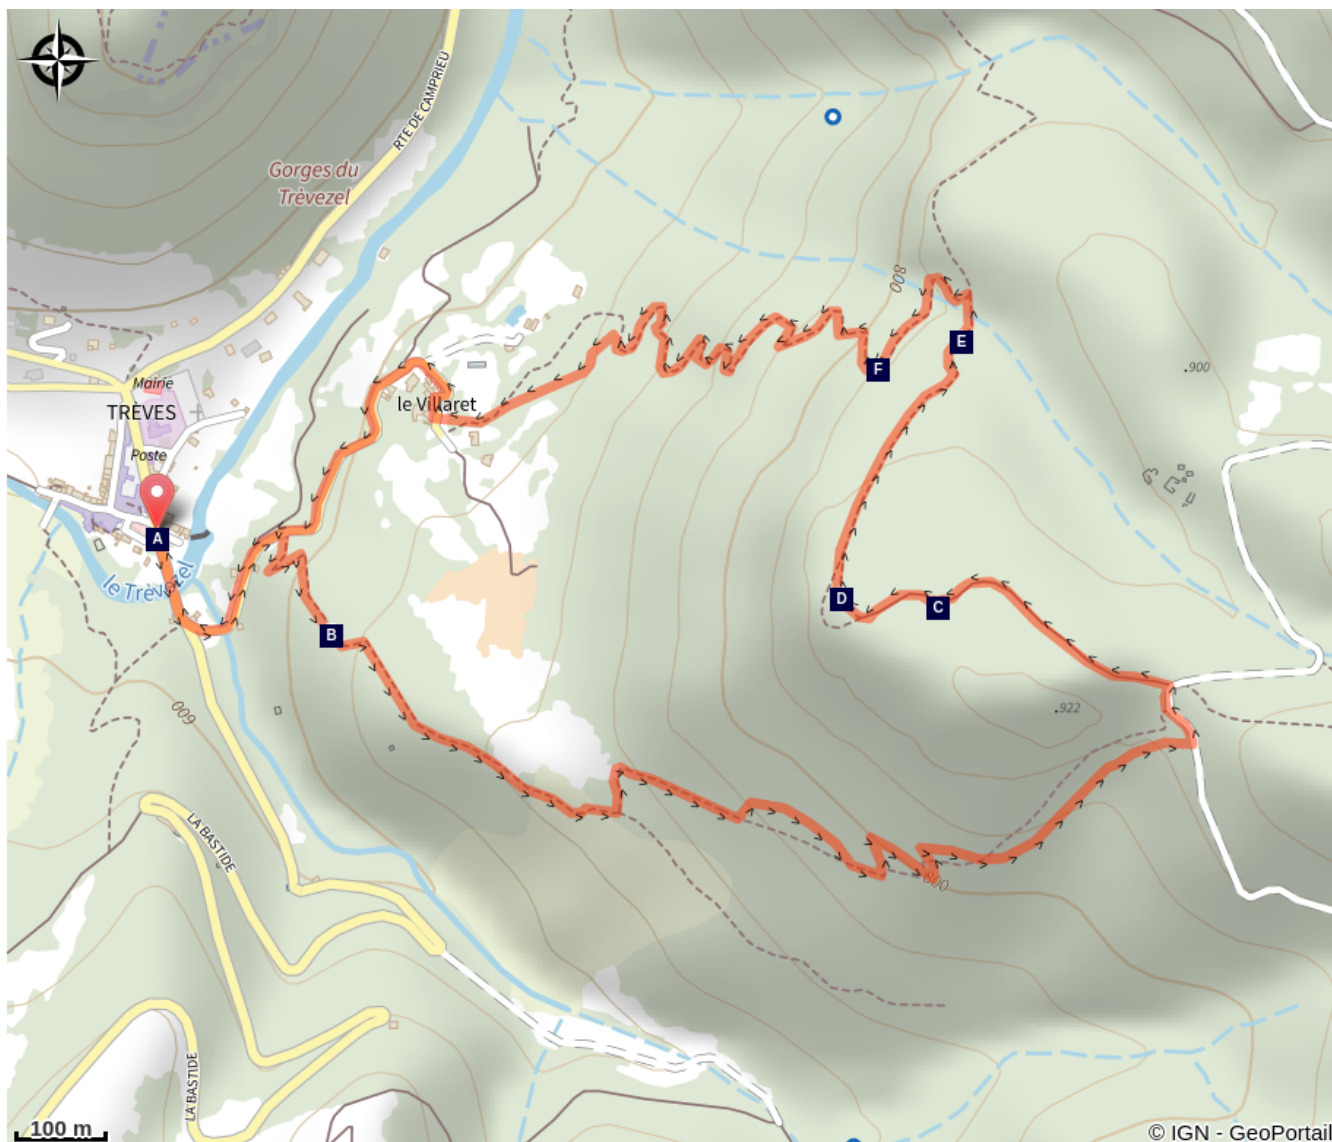 RTE DE CAMPRIEU
Gorges du
Trèvezel
800
E
F
.900
Mairie
le Villaret
TRÈVES
Poste
A
le Trèvezel
D
C
B
600
.922
LA BASTIDE
800
LA BASTIDE
100 m
© IGN - GeoPortail